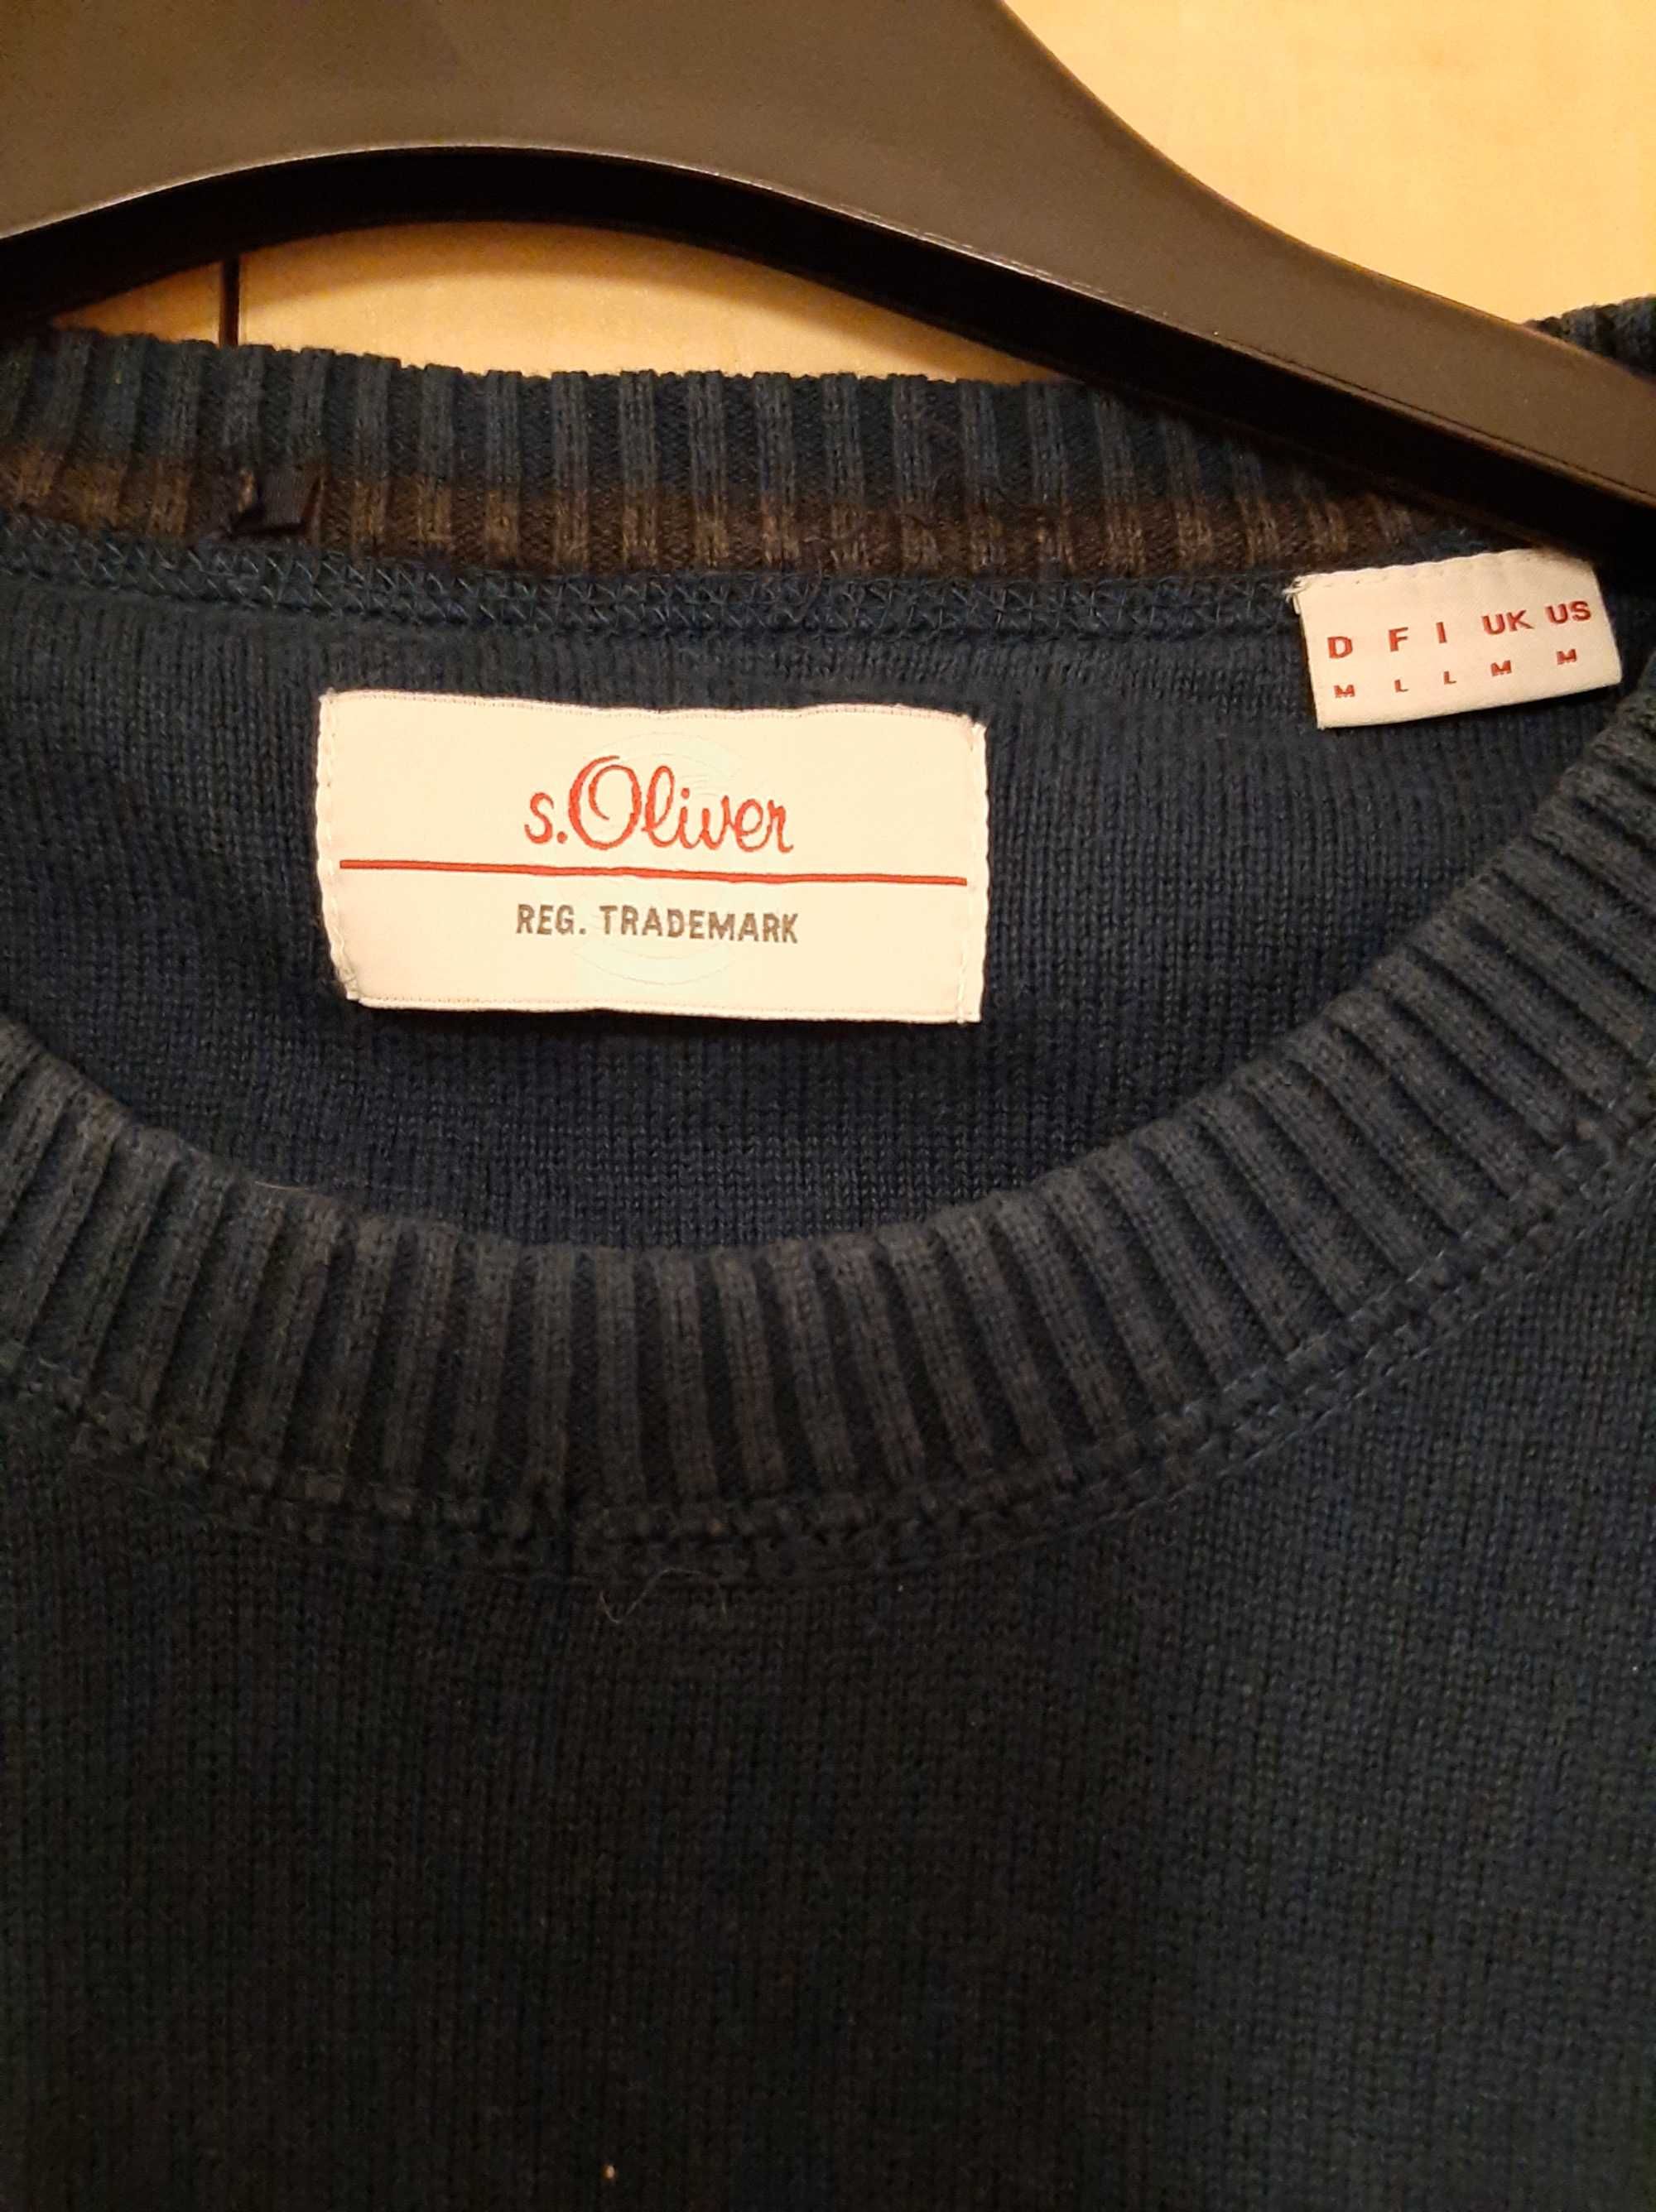 s.Oliver
REG. TRADEMARK
D F I UK US
M L L M M